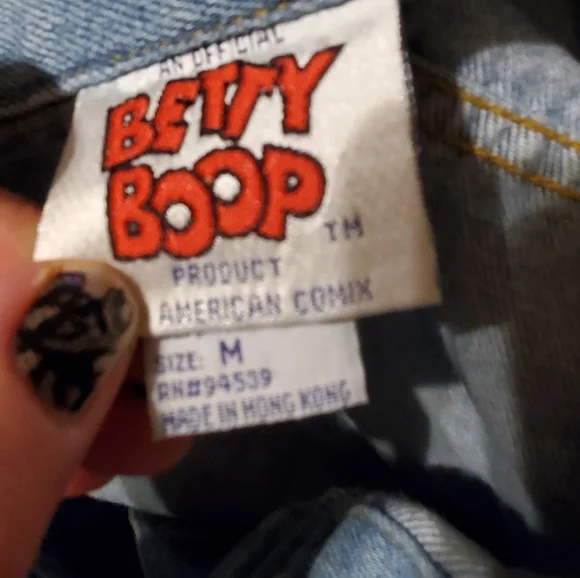 AN OFFICIAL
BETTY
BOOP
TM
PRODUCT
AMERICAN COMIX
SIZE: M
RN#94539
MADE IN HONG KONG